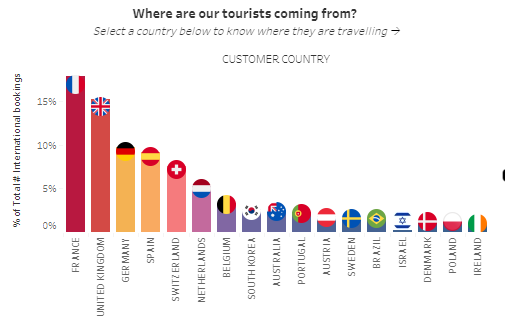 Where are our tourists coming from?
Select a country below to know where they are travelling →
CUSTOMER COUNTRY
% of Total # International bookings
15%
10%
5%
0%
FRANCE
UNITED KINGDOM
GERMANY
SPAIN
SWITZERLAND
NETHERLANDS
BELGIUM
SOUTH KOREA
AUSTRALIA
PORTUGAL
AUSTRIA
SWEDEN
BRAZIL
ISRAEL
DENMARK
POLAND
IRELAND